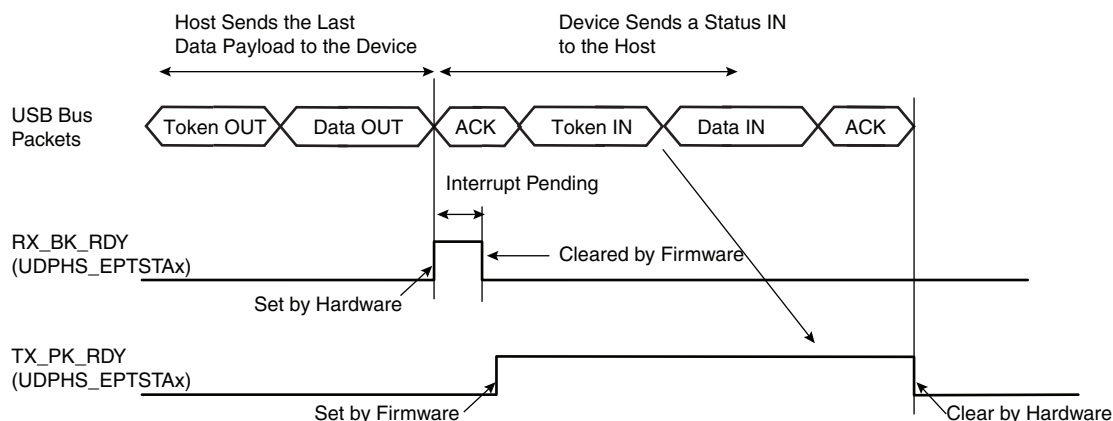 Host Sends the Last
Data Payload to the Device
Device Sends a Status IN
to the Host
USB Bus
Packets
Token OUT
Data OUT
ACK
Token IN
Data IN
ACK
Interrupt Pending
RX_BK_RDY
(UDPHS_EPTSTAx)
Cleared by Firmware
Set by Hardware
TX_PK_RDY
(UDPHS_EPTSTAx)
Set by Firmware
Clear by Hardware